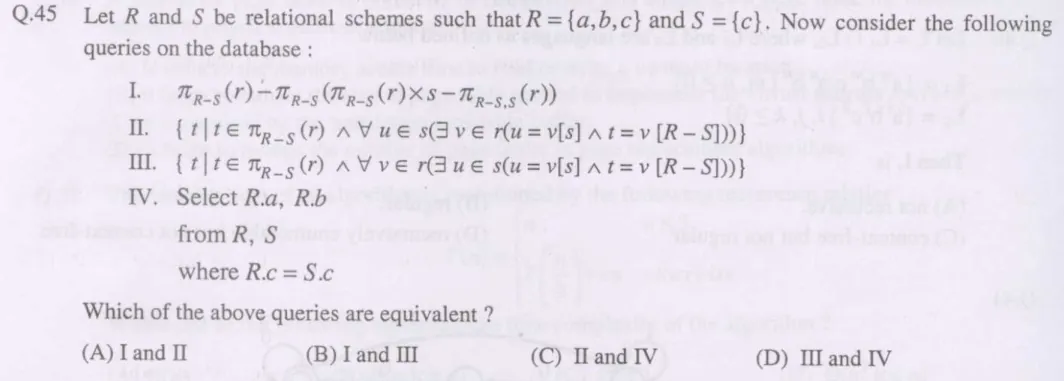 Q.45 Let R and S be relational schemes such that R = {a,b,c} and S = {c}. Now consider the following
queries on the database :
I. π_{R–S}(r) – π_{R–S}(π_{R–S}(r)×s – π_{R–S,S}(r))
II. { t | t ∈ π_{R–S}(r) ∧ ∀ u ∈ s(∃ v ∈ r(u = v[s] ∧ t = v [R – S]))}
III. { t | t ∈ π_{R–S}(r) ∧ ∀ v ∈ r(∃ u ∈ s(u = v[s] ∧ t = v [R – S]))}
IV. Select R.a, R.b
from R, S
where R.c = S.c
Which of the above queries are equivalent ?
(A) I and II (B) I and III (C) II and IV (D) III and IV